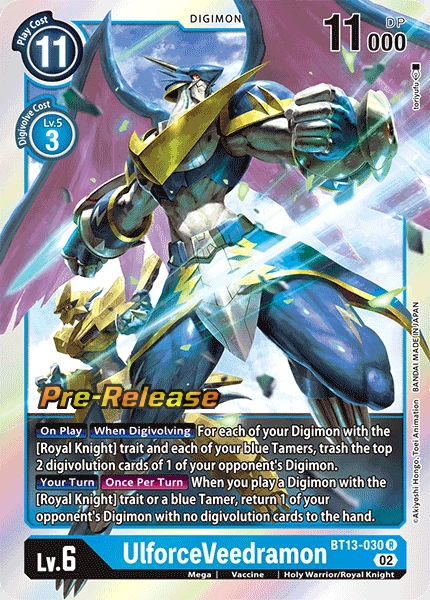 Play Cost
11
DIGIMON
11000
DP
toriyufu
Digivolve Cost
Lv.5
3
Pre-Release
On Play When Digivolving For each of your Digimon with the
[Royal Knight] trait and each of your blue Tamers, trash the top
2 digivolution cards of 1 of your opponent's Digimon.
Your Turn Once Per Turn When you play a Digimon with the
[Royal Knight] trait or a blue Tamer, return 1 of your
opponent's Digimon with no digivolution cards to the hand.
©Akiyoshi Hongo, Toei Animation BANDAI MADE IN JAPAN
Lv.6
UlforceVeedramon
BT13-030 R
02
Mega | Vaccine | Holy Warrior/Royal Knight